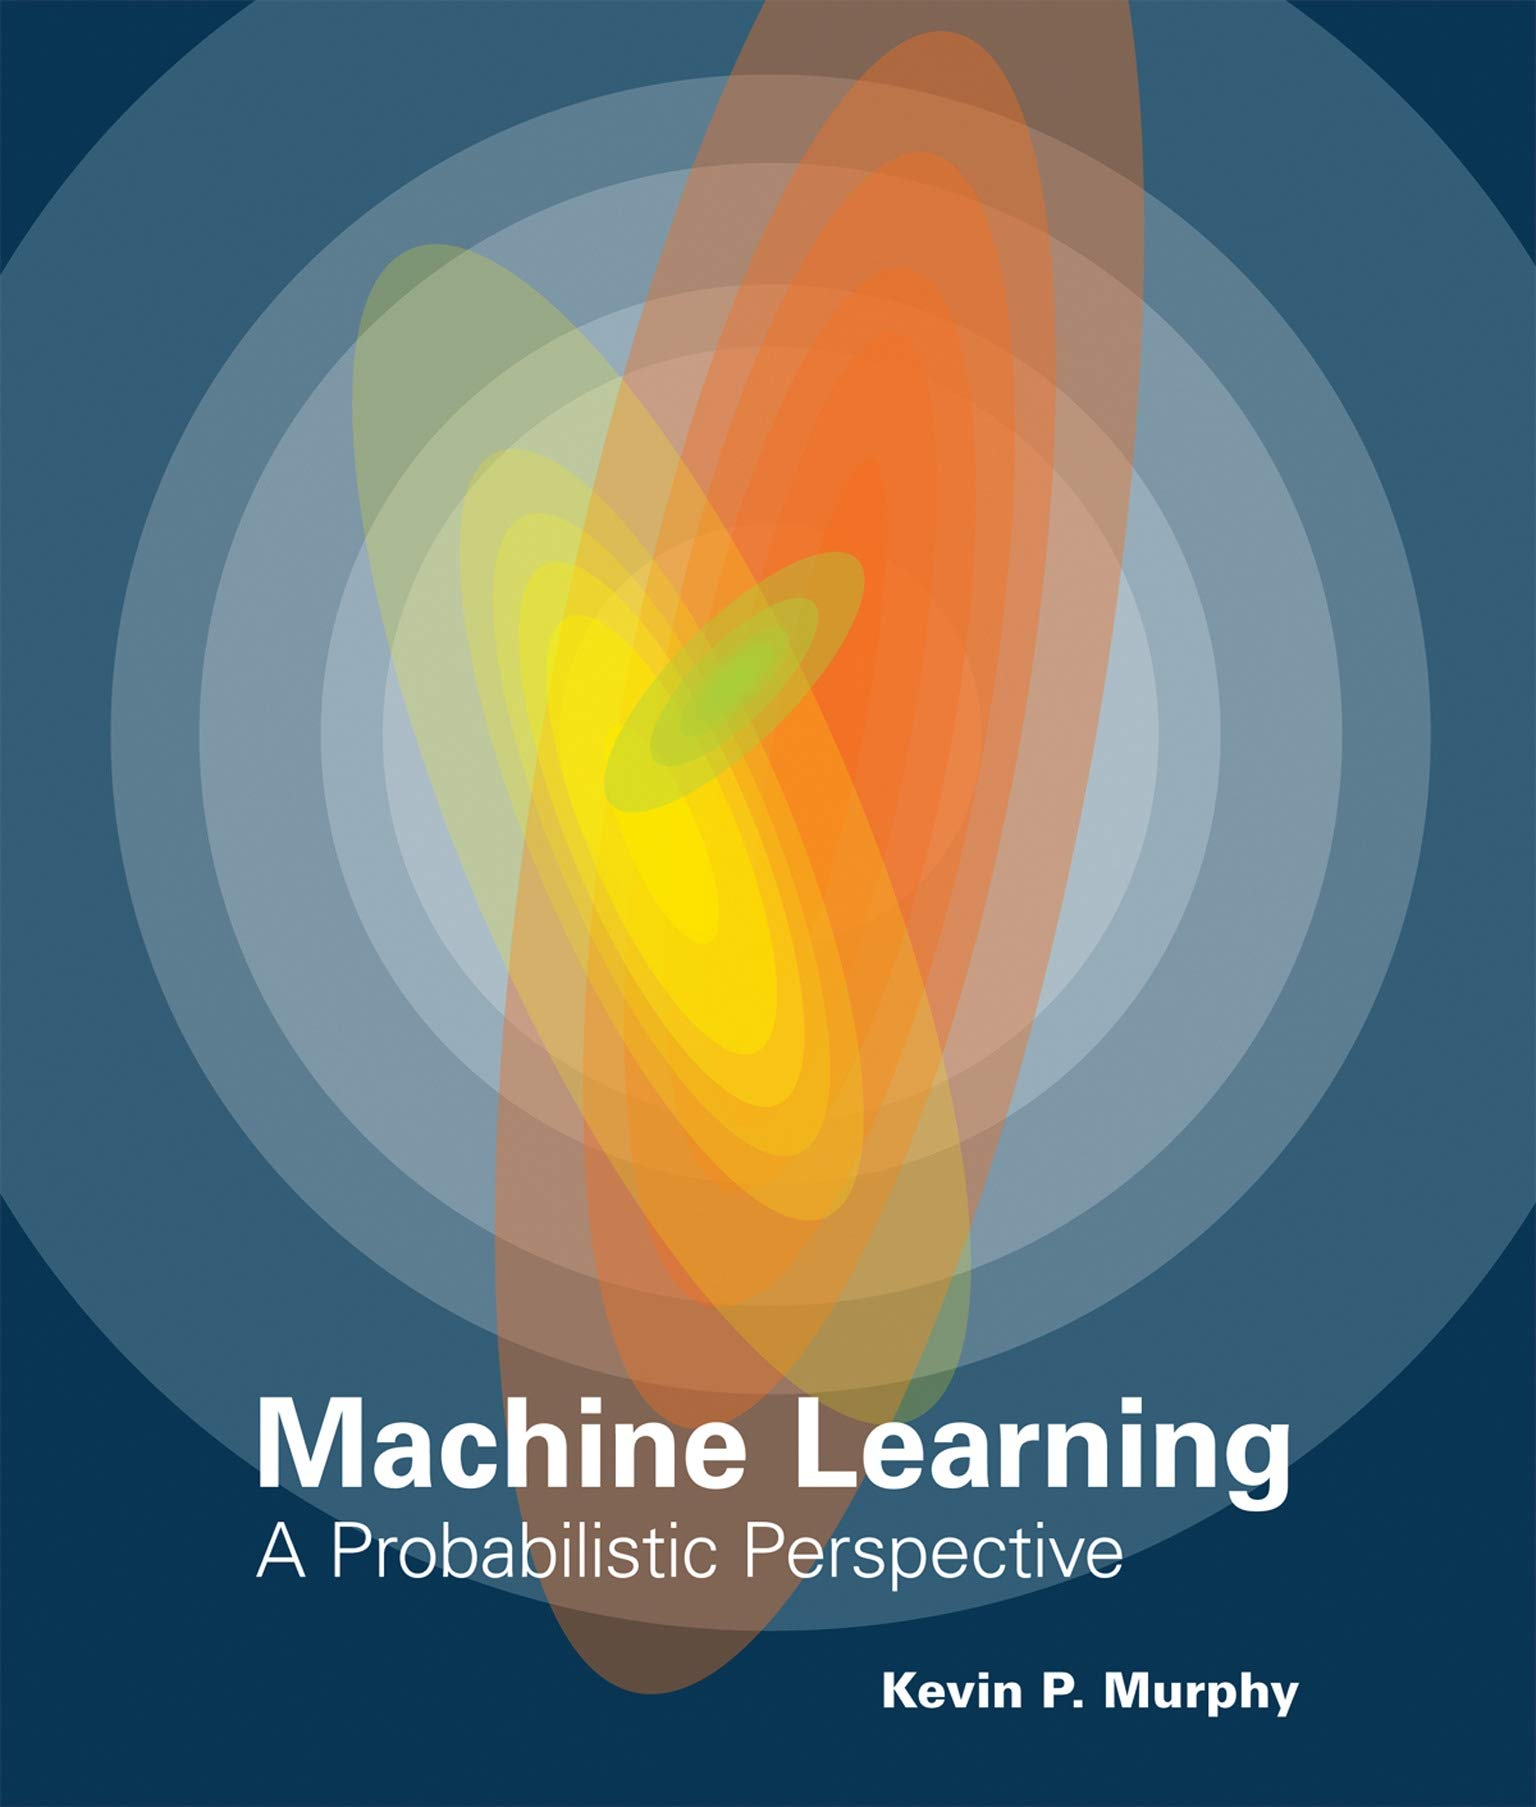 Machine Learning
A Probabilistic Perspective
Kevin P. Murphy